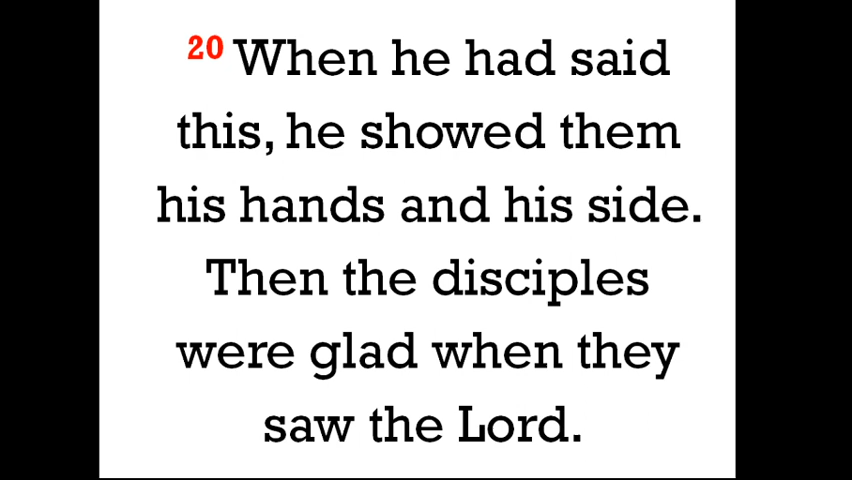 20 When he had said
this, he showed them
his hands and his side.
Then the disciples
were glad when they
saw the Lord.